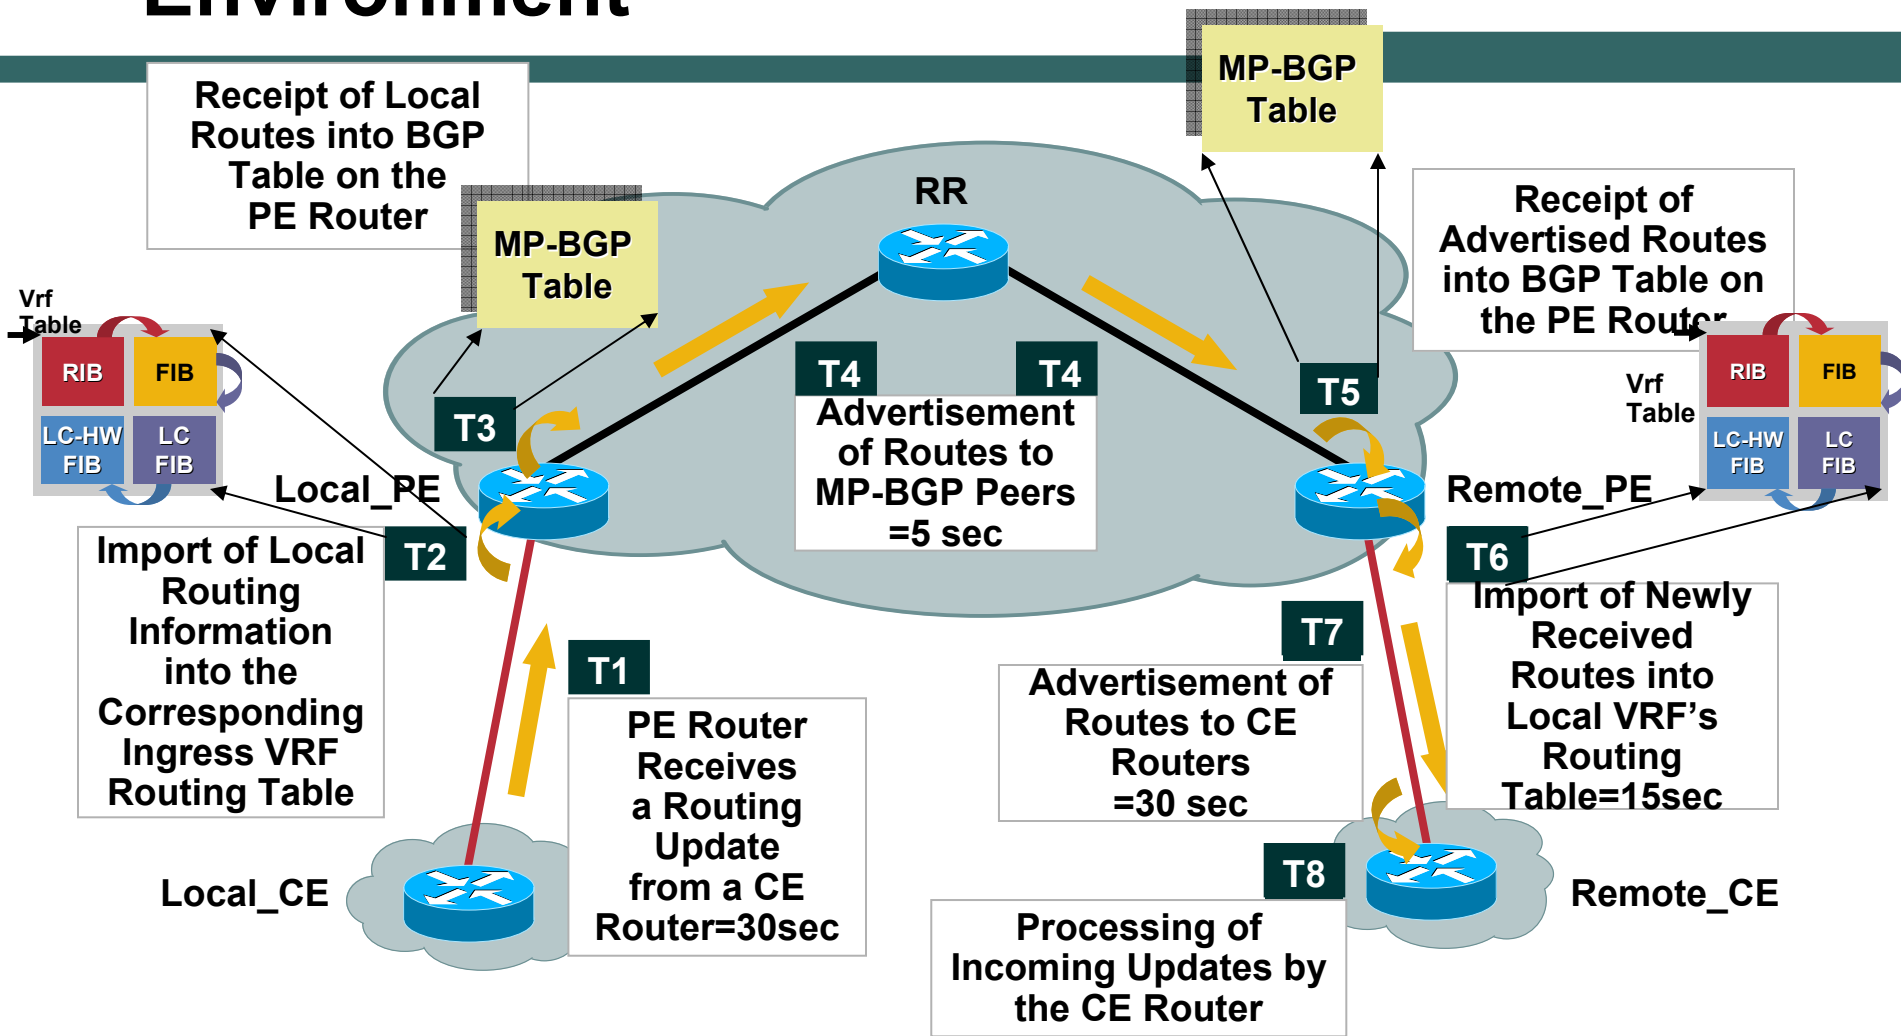 Environment
Receipt of Local
Routes into BGP
Table on the
PE Router
MP-BGP
Table
MP-BGP
Table
RR
Receipt of
Advertised Routes
into BGP Table on
the PE Router
Vrf
Table
RIB
FIB
LC-HW
FIB
LC
FIB
Vrf
Table
RIB
FIB
LC-HW
FIB
LC
FIB
T3
T4
T4
Advertisement
of Routes to
MP-BGP Peers
=5 sec
T5
Local_PE
Remote_PE
T2
Import of Local
Routing
Information
into the
Corresponding
Ingress VRF
Routing Table
T6
Import of Newly
Received
Routes into
Local VRF’s
Routing
Table=15sec
T1
PE Router
Receives
a Routing
Update
from a CE
Router=30sec
T7
Advertisement of
Routes to CE
Routers
=30 sec
Local_CE
T8
Processing of
Incoming Updates by
the CE Router
Remote_CE